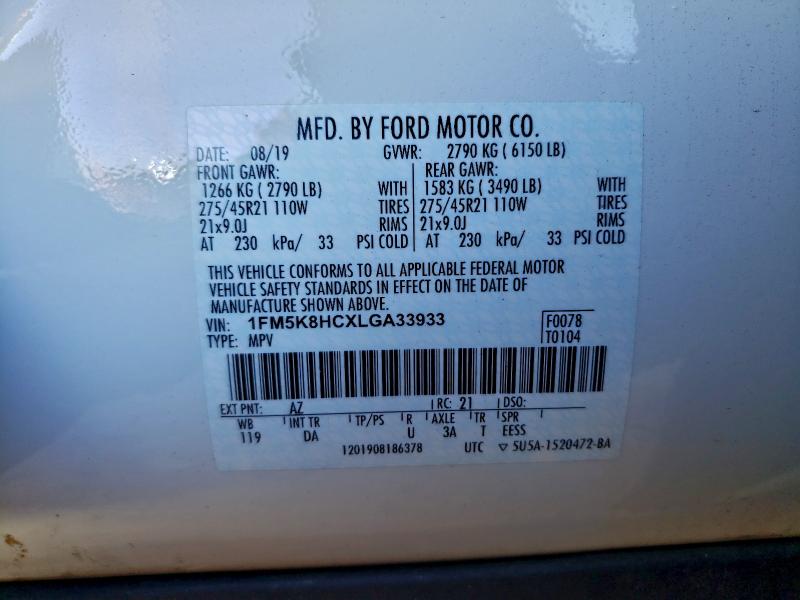 MFD. BY FORD MOTOR CO.
DATE: 08/19 GVWR: 2790 KG ( 6150 LB)
FRONT GAWR: REAR GAWR:
1266 KG ( 2790 LB) WITH 1583 KG ( 3490 LB) WITH
275/45R21 110W TIRES 275/45R21 110W TIRES
21x9.0J RIMS 21x9.0J RIMS
AT 230 kPa/ 33 PSI COLD AT 230 kPa/ 33 PSI COLD
THIS VEHICLE CONFORMS TO ALL APPLICABLE FEDERAL MOTOR
VEHICLE SAFETY STANDARDS IN EFFECT ON THE DATE OF
MANUFACTURE SHOWN ABOVE.
VIN: 1FM5K8HCXLGA33933 F0078
TYPE: MPV T0104
EXT PNT: AZ RC: 21 DSO:
WB INT TR TP/PS R AXLE TR SPR
119 DA U 3A T EESS
1201908186378 UTC ▽ 5U5A-1520472-BA